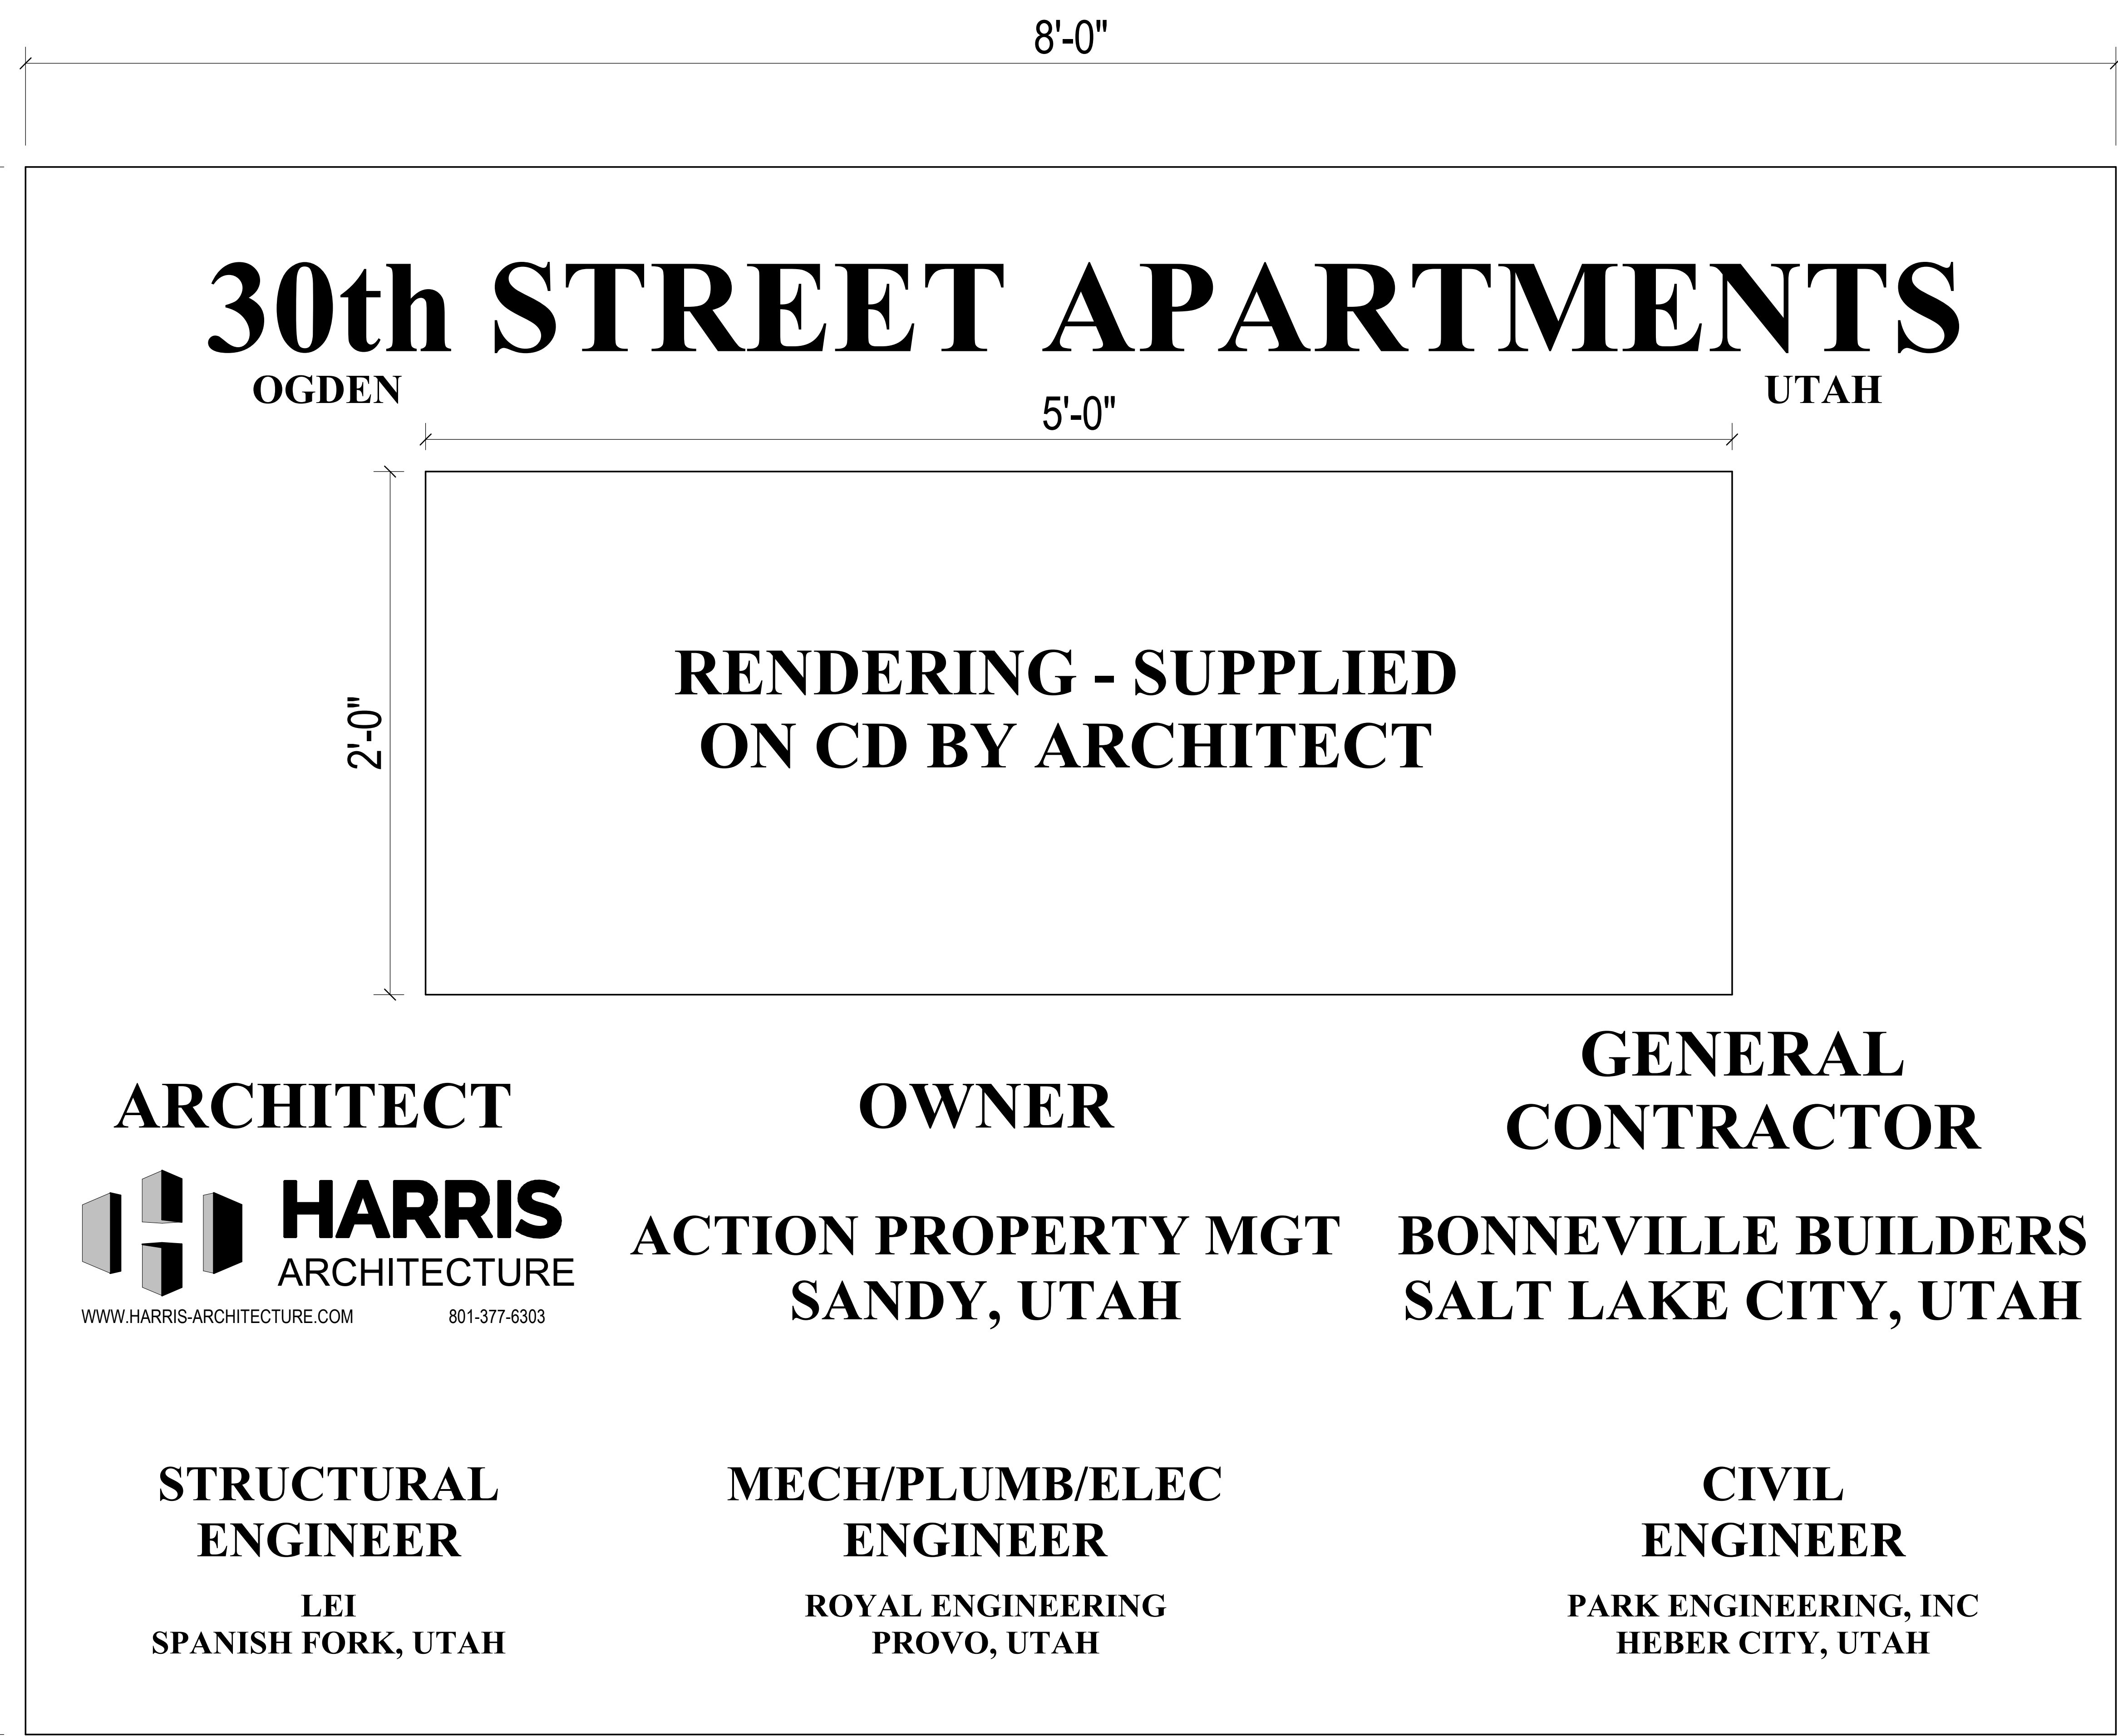 8'-0"
30th STREET APARTMENTS
OGDEN
UTAH
5'-0"
2'-0"
RENDERING - SUPPLIED
ON CD BY ARCHITECT
ARCHITECT
HARRIS
ARCHITECTURE
WWW.HARRIS-ARCHITECTURE.COM 801-377-6303
OWNER
ACTION PROPERTY MGT
SANDY, UTAH
GENERAL
CONTRACTOR
BONNEVILLE BUILDERS
SALT LAKE CITY, UTAH
STRUCTURAL
ENGINEER
LEI
SPANISH FORK, UTAH
MECH/PLUMB/ELEC
ENGINEER
ROYAL ENGINEERING
PROVO, UTAH
CIVIL
ENGINEER
PARK ENGINEERING, INC
HEBER CITY, UTAH